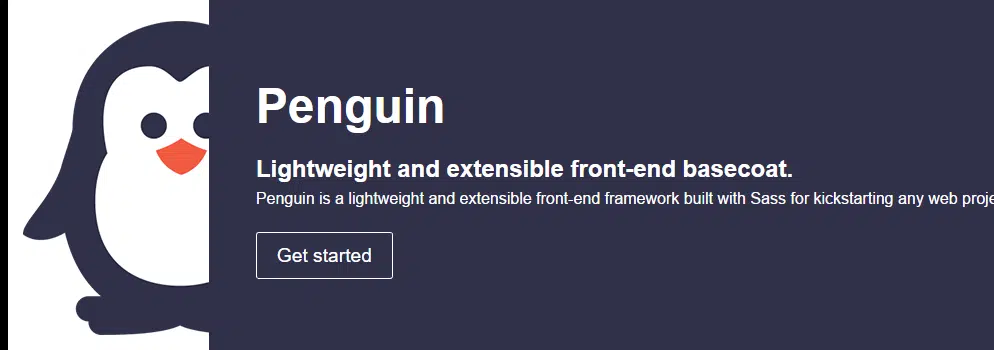 Penguin
Lightweight and extensible front-end basecoat.
Penguin is a lightweight and extensible front-end framework built with Sass for kickstarting any web proje
Get started